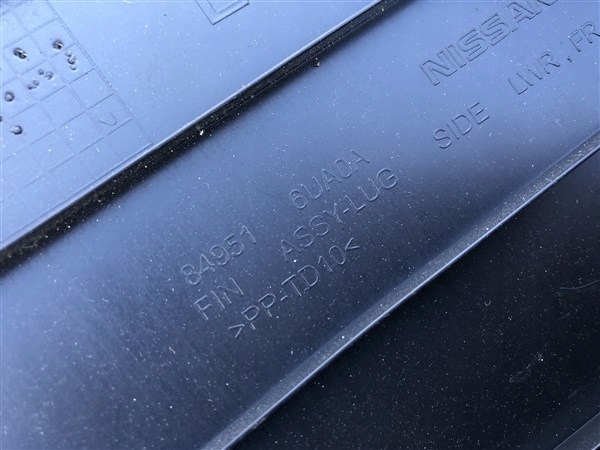 NISSAN
84951 6UA0A
FIN ASSY-LUG SIDE LWR, FR
>PP-TD10<